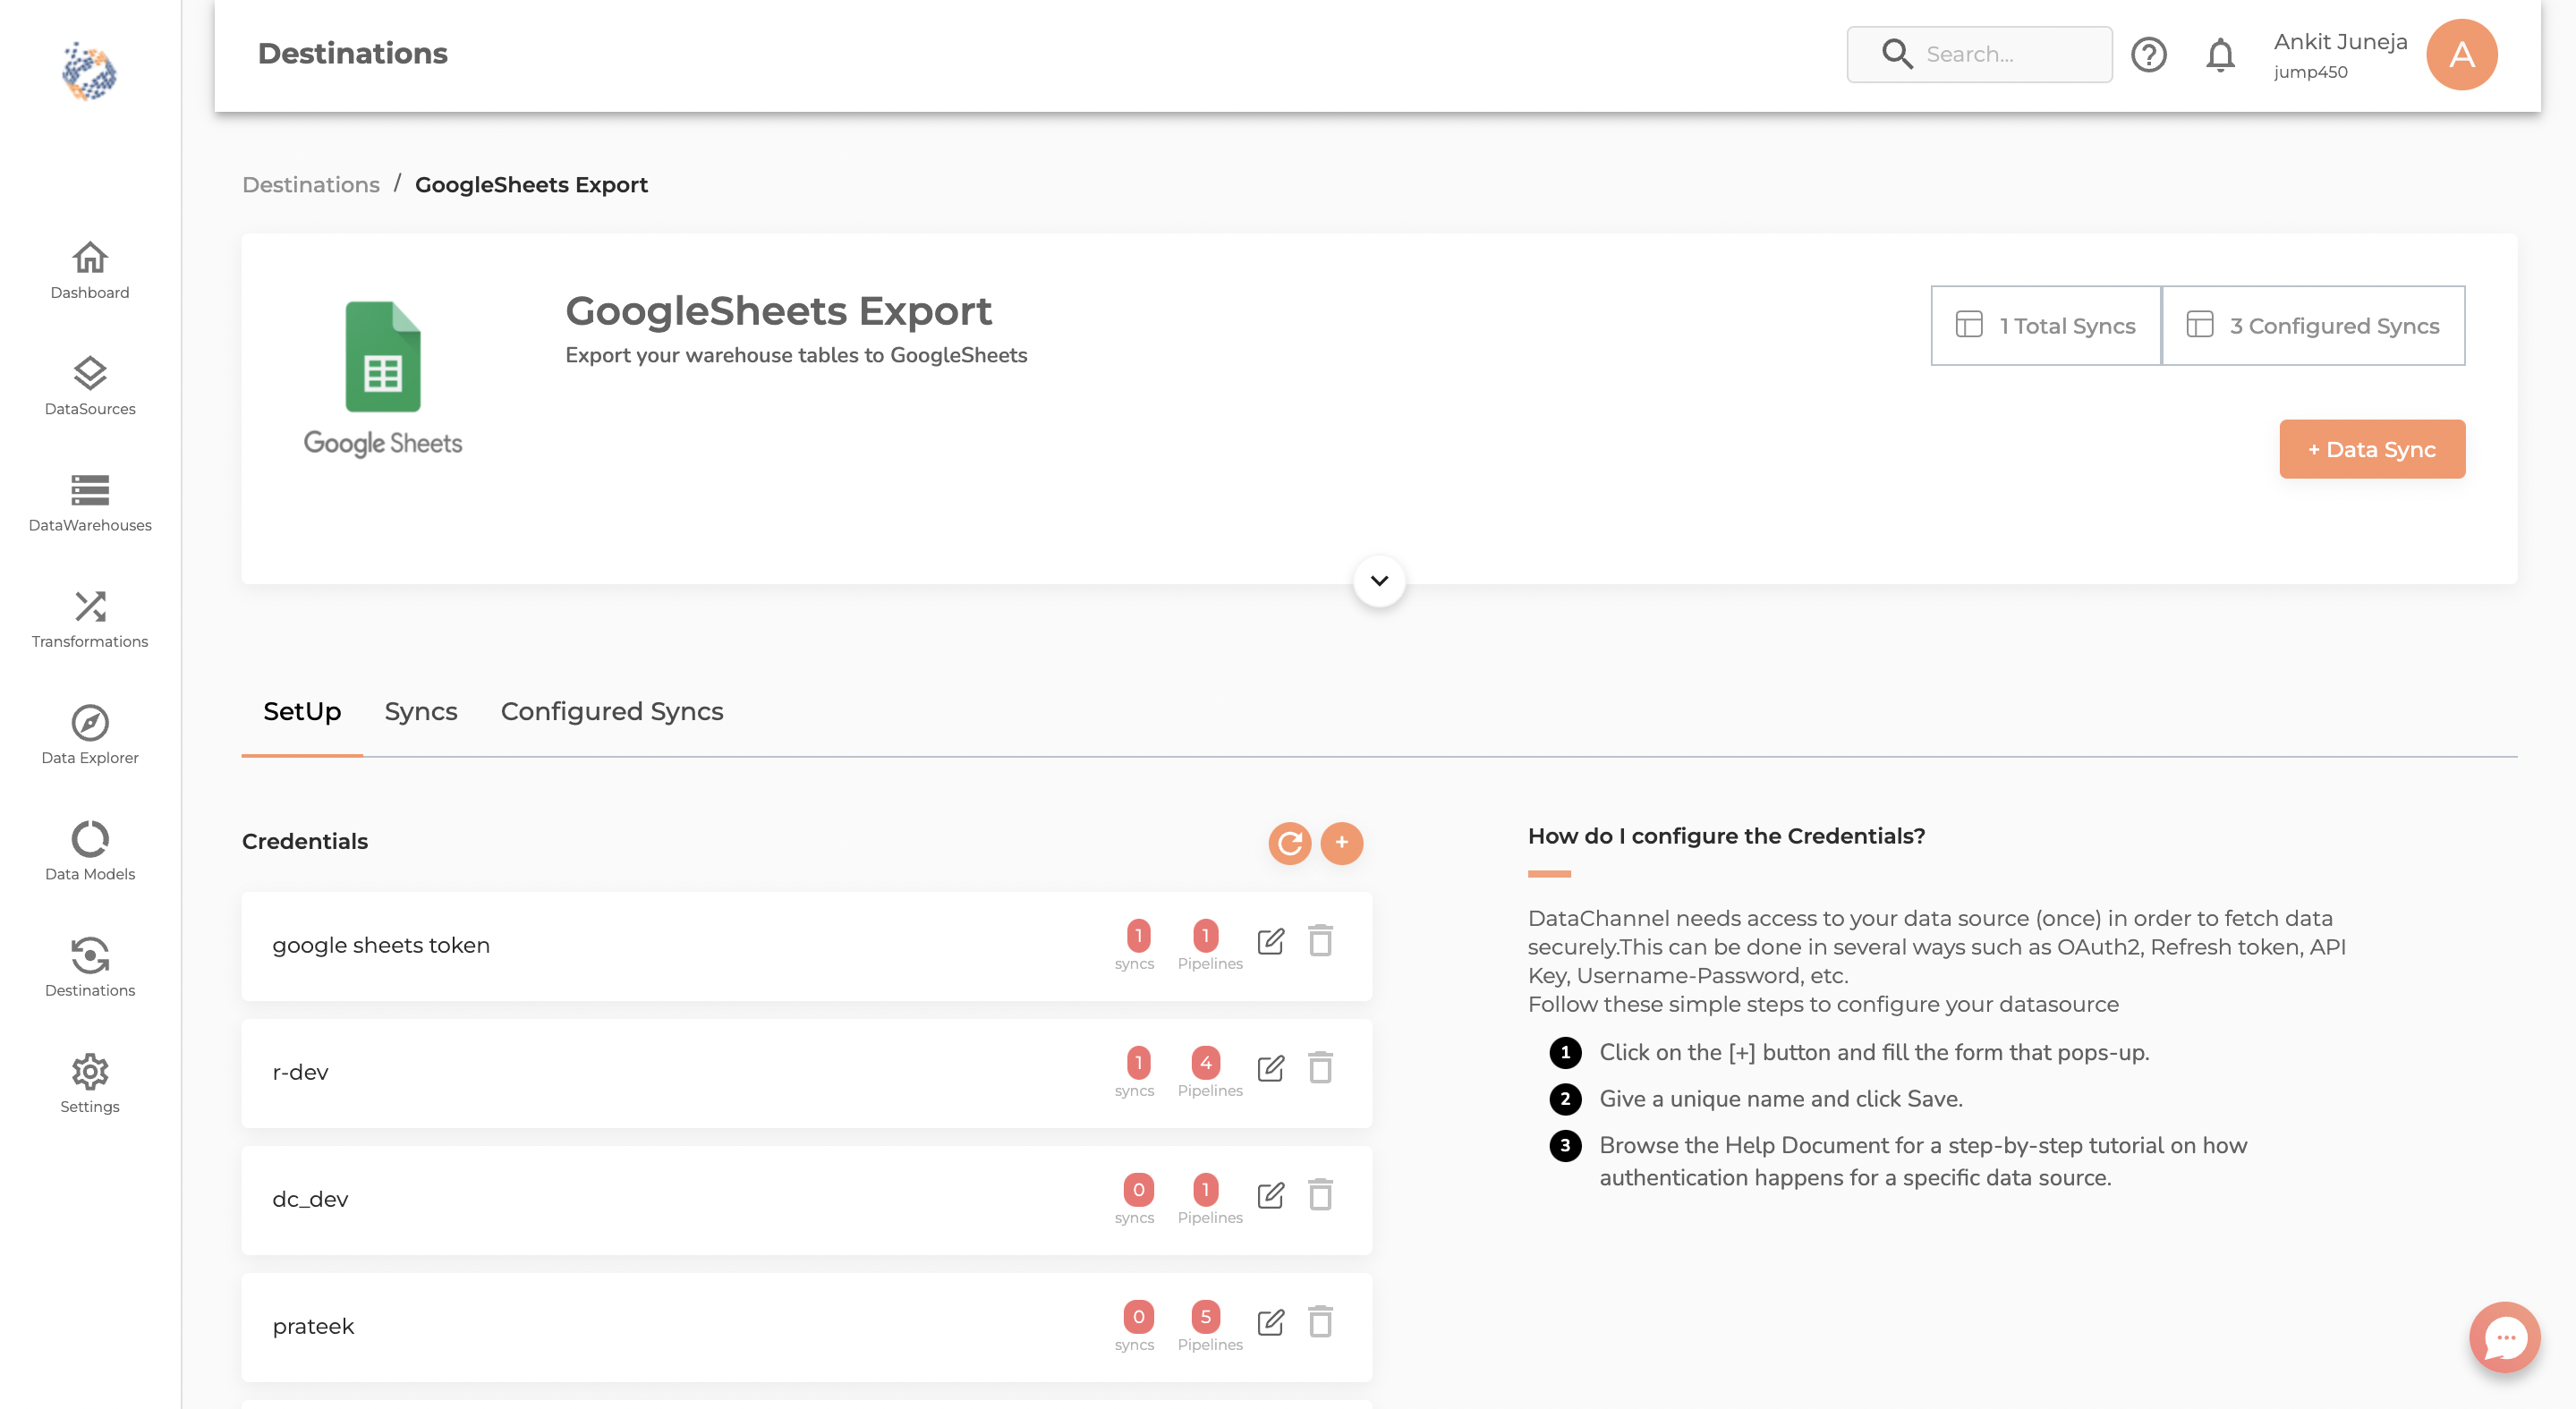 Destinations
Search...
Ankit Juneja
jump450
A
Dashboard
DataSources
DataWarehouses
Transformations
Data Explorer
Data Models
Destinations
Settings
Destinations / GoogleSheets Export
Google Sheets
GoogleSheets Export
Export your warehouse tables to GoogleSheets
1 Total Syncs
3 Configured Syncs
+ Data Sync
SetUp
Syncs
Configured Syncs
Credentials
+
google sheets token
1 syncs
1 Pipelines
r-dev
1 syncs
4 Pipelines
dc_dev
0 syncs
1 Pipelines
prateek
0 syncs
5 Pipelines
How do I configure the Credentials?
DataChannel needs access to your data source (once) in order to fetch data
securely.This can be done in several ways such as OAuth2, Refresh token, API
Key, Username-Password, etc.
Follow these simple steps to configure your datasource
1 Click on the [+] button and fill the form that pops-up.
2 Give a unique name and click Save.
3 Browse the Help Document for a step-by-step tutorial on how
authentication happens for a specific data source.